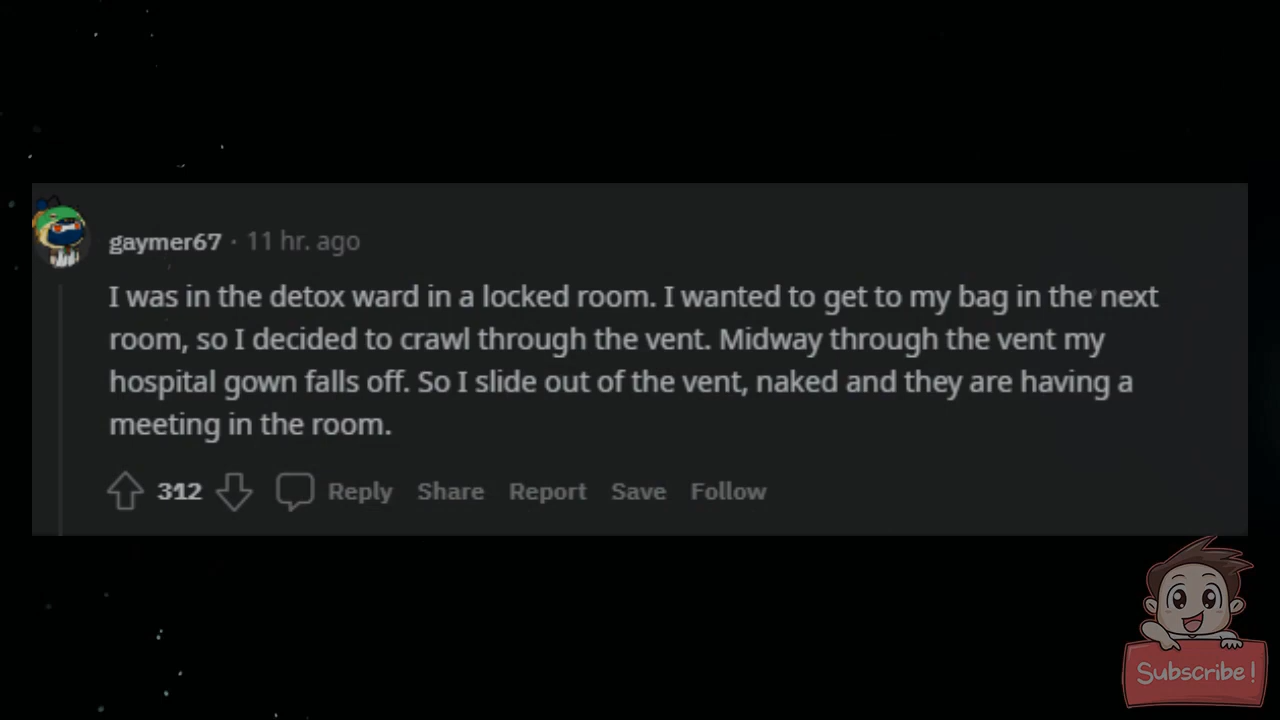 gaymer67 · 11 hr. ago
I was in the detox ward in a locked room. I wanted to get to my bag in the next
room, so I decided to crawl through the vent. Midway through the vent my
hospital gown falls off. So I slide out of the vent, naked and they are having a
meeting in the room.
312 Reply Share Report Save Follow
Subscribe!